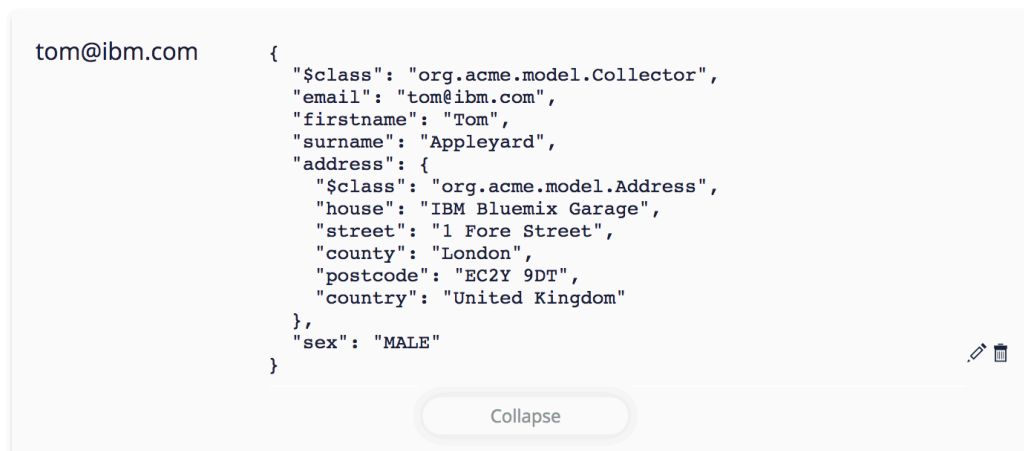 tom@ibm.com
{
  "$class": "org.acme.model.Collector",
  "email": "tom@ibm.com",
  "firstname": "Tom",
  "surname": "Appleyard",
  "address": {
    "$class": "org.acme.model.Address",
    "house": "IBM Bluemix Garage",
    "street": "1 Fore Street",
    "county": "London",
    "postcode": "EC2Y 9DT",
    "country": "United Kingdom"
  },
  "sex": "MALE"
}
Collapse